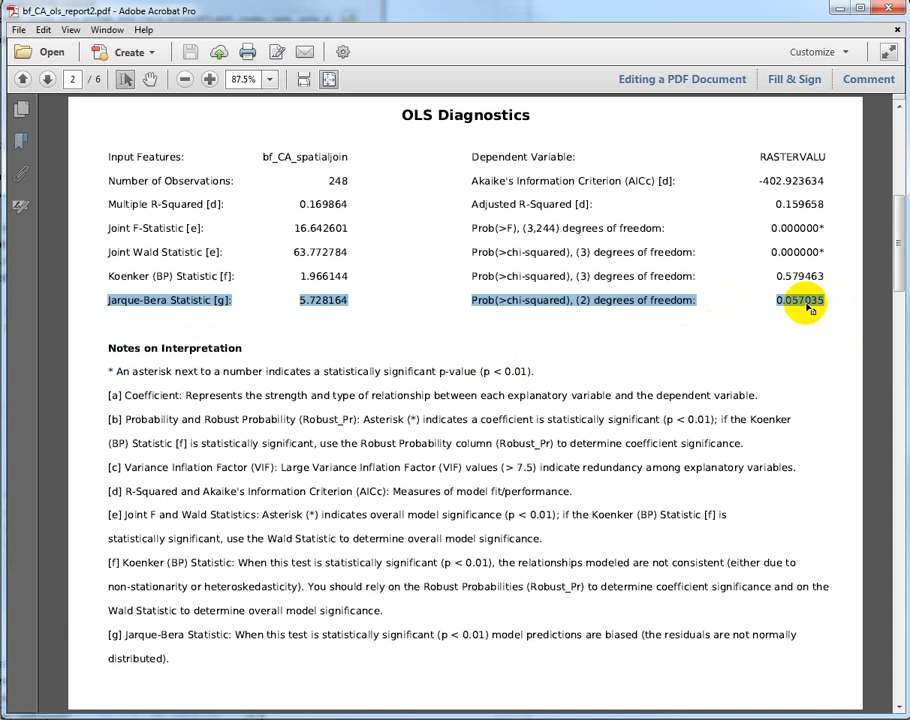 bf_CA_ols_report2.pdf - Adobe Acrobat Pro
File Edit View Window Help
Open Create Customize
2 / 6 87.5% Editing a PDF Document Fill & Sign Comment
OLS Diagnostics
Input Features: bf_CA_spatialjoin Dependent Variable: RASTERVALU
Number of Observations: 248 Akaike's Information Criterion (AICc) [d]: -402.923634
Multiple R-Squared [d]: 0.169864 Adjusted R-Squared [d]: 0.159658
Joint F-Statistic [e]: 16.642601 Prob(>F), (3,244) degrees of freedom: 0.000000*
Joint Wald Statistic [e]: 63.772784 Prob(>chi-squared), (3) degrees of freedom: 0.000000*
Koenker (BP) Statistic [f]: 1.966144 Prob(>chi-squared), (3) degrees of freedom: 0.579463
Jarque-Bera Statistic [g]: 5.728164 Prob(>chi-squared), (2) degrees of freedom: 0.057035
Notes on Interpretation
* An asterisk next to a number indicates a statistically significant p-value (p < 0.01).
[a] Coefficient: Represents the strength and type of relationship between each explanatory variable and the dependent variable.
[b] Probability and Robust Probability (Robust_Pr): Asterisk (*) indicates a coefficient is statistically significant (p < 0.01); if the Koenker
(BP) Statistic [f] is statistically significant, use the Robust Probability column (Robust_Pr) to determine coefficient significance.
[c] Variance Inflation Factor (VIF): Large Variance Inflation Factor (VIF) values (> 7.5) indicate redundancy among explanatory variables.
[d] R-Squared and Akaike's Information Criterion (AICc): Measures of model fit/performance.
[e] Joint F and Wald Statistics: Asterisk (*) indicates overall model significance (p < 0.01); if the Koenker (BP) Statistic [f] is
statistically significant, use the Wald Statistic to determine overall model significance.
[f] Koenker (BP) Statistic: When this test is statistically significant (p < 0.01), the relationships modeled are not consistent (either due to
non-stationarity or heteroskedasticity). You should rely on the Robust Probabilities (Robust_Pr) to determine coefficient significance and on the
Wald Statistic to determine overall model significance.
[g] Jarque-Bera Statistic: When this test is statistically significant (p < 0.01) model predictions are biased (the residuals are not normally
distributed).